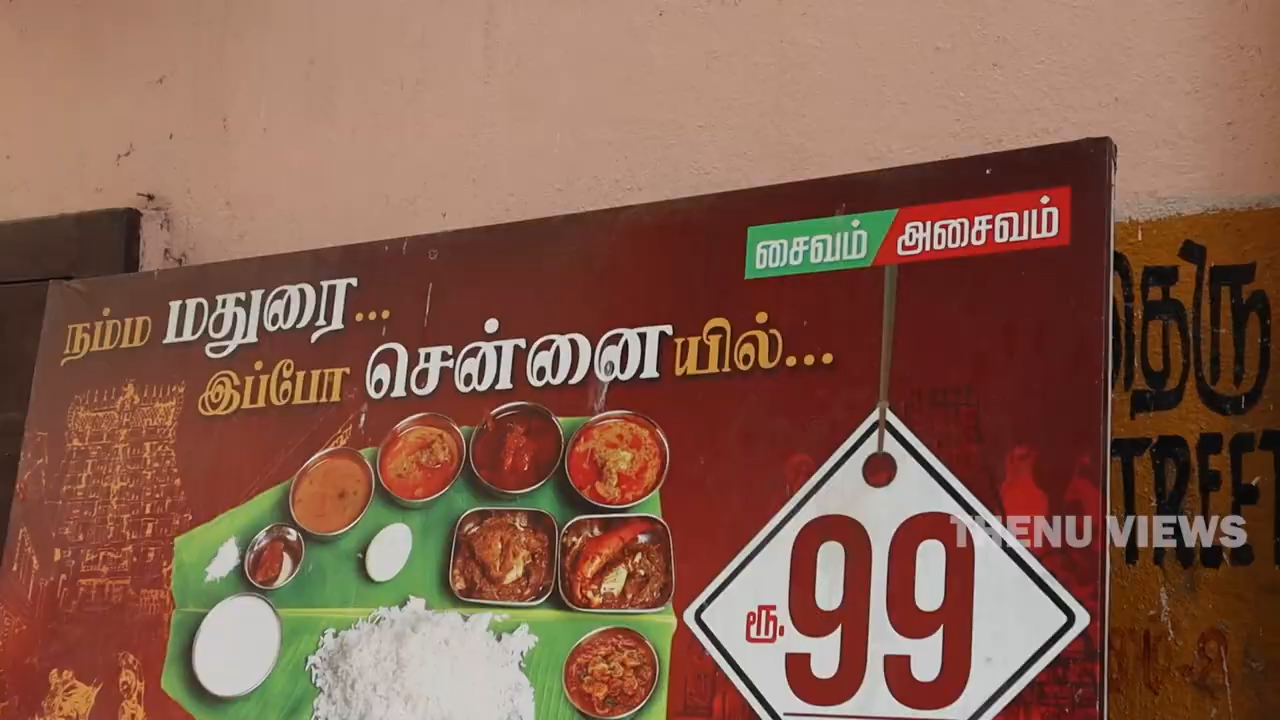 சைவம் அசைவம்
நம்ம மதுரை...
இப்போ சென்னையில்...
ரூ. 99
THENU VIEWS
தெரு
STREET